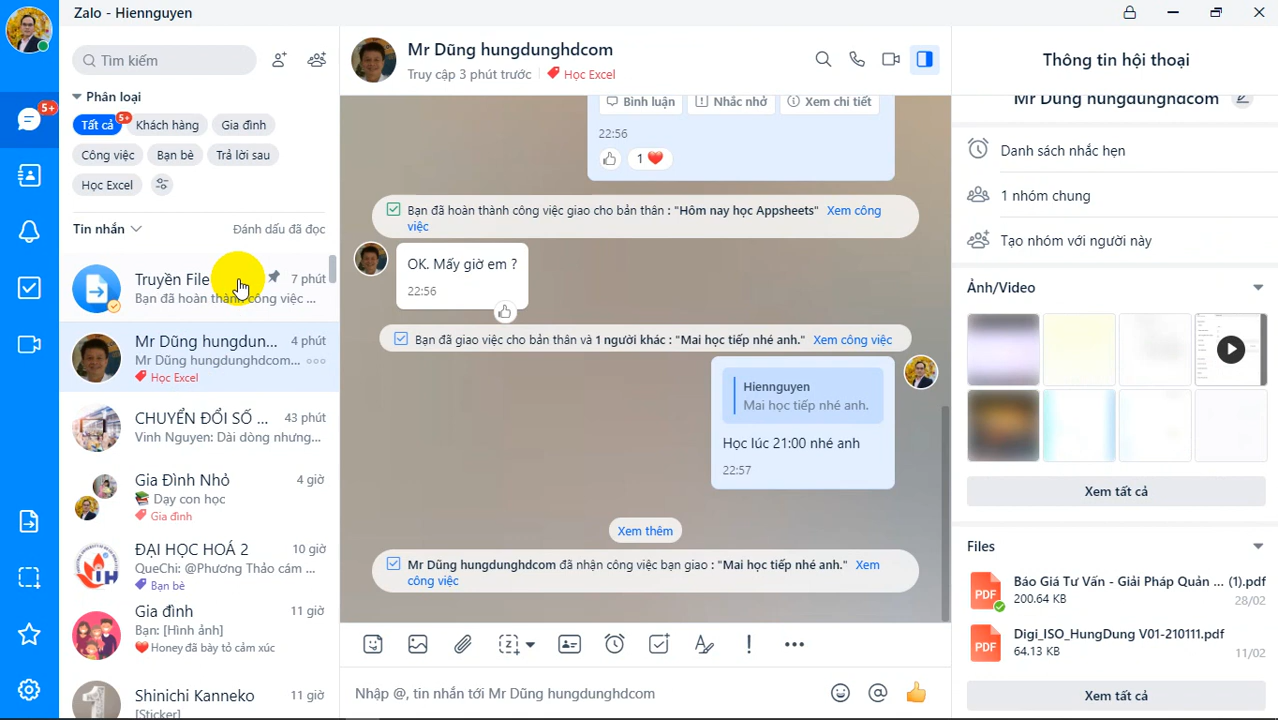 Zalo - Hiennguyen
5+
Tìm kiếm
Phân loại
Tất cả 5+ Khách hàng Gia đình
Công việc Bạn bè Trả lời sau
Học Excel
Tin nhắn Đánh dấu đã đọc
Truyền File 7 phút
Bạn đã hoàn thành công việc ...
Mr Dũng hungdun... 4 phút
Mr Dũng hungdunghdcom...
Học Excel
CHUYỂN ĐỔI SỐ ... 43 phút
Vinh Nguyen: Dài dòng nhưng...
Gia Đình Nhỏ 4 giờ
Dạy con học
Gia đình
ĐẠI HỌC HOÁ 2 10 giờ
QueChi: @Phương Thảo cám ...
Bạn bè
Gia đình 11 giờ
Bạn: [Hình ảnh]
Honey đã bày tỏ cảm xúc
Shinichi Kanneko 11 giờ
[Sticker]
Mr Dũng hungdunghdcom
Truy cập 3 phút trước Học Excel
Bình luận Nhắc nhở Xem chi tiết
22:56
1
Bạn đã hoàn thành công việc giao cho bản thân : "Hôm nay học Appsheets" Xem công
việc
OK. Mấy giờ em ?
22:56
Bạn đã giao việc cho bản thân và 1 người khác : "Mai học tiếp nhé anh." Xem công việc
Hiennguyen
Mai học tiếp nhé anh.
Học lúc 21:00 nhé anh
22:57
Xem thêm
Mr Dũng hungdunghdcom đã nhận công việc bạn giao : "Mai học tiếp nhé anh." Xem
công việc
Nhập @, tin nhắn tới Mr Dũng hungdunghdcom
Thông tin hội thoại
Mr Dũng hungdunghdcom
Danh sách nhắc hẹn
1 nhóm chung
Tạo nhóm với người này
Ảnh/Video
Xem tất cả
Files
PDF Báo Giá Tư Vấn - Giải Pháp Quản ... (1).pdf
200.64 KB 28/02
PDF Digi_ISO_HungDung V01-210111.pdf
64.13 KB 11/02
Xem tất cả